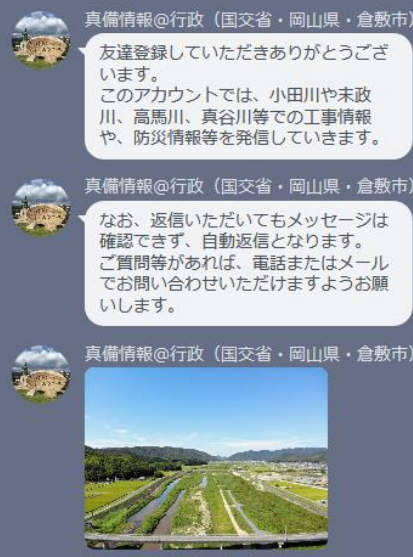 真備情報@行政（国交省・岡山県・倉敷市）
友達登録していただきありがとうござ
います。
このアカウントでは、小田川や末政
川、高馬川、真谷川等での工事情報
や、防災情報等を発信していきます。
真備情報@行政（国交省・岡山県・倉敷市）
なお、返信いただいてもメッセージは
確認できず、自動返信となります。
ご質問等があれば、電話またはメール
でお問い合わせいただけますようお願
いします。
真備情報@行政（国交省・岡山県・倉敷市）